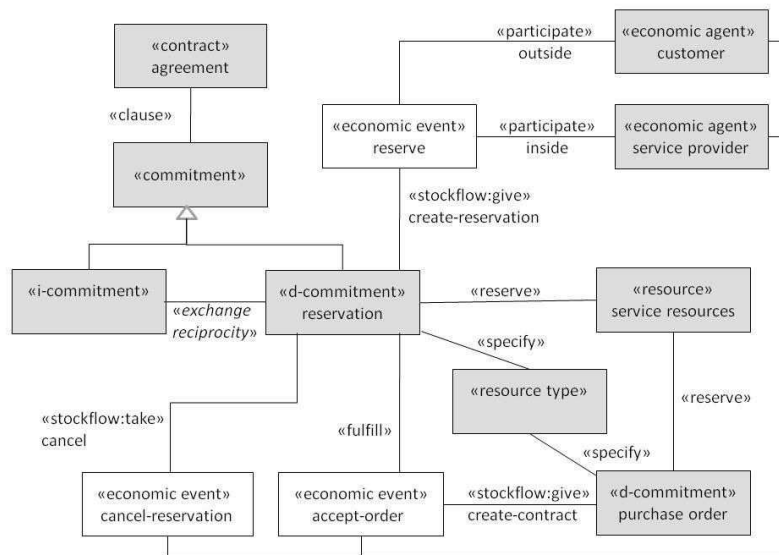 «contract»
agreement
«clause»
«commitment»
«participate»
outside
«economic agent»
customer
«economic event»
reserve
«participate»
inside
«economic agent»
service provider
«stockflow:give»
create-reservation
«i-commitment»
«exchange
reciprocity»
«d-commitment»
reservation
«reserve»
«resource»
service resources
«specify»
«resource type»
«reserve»
«stockflow:take»
cancel
«fulfill»
«specify»
«economic event»
cancel-reservation
«economic event»
accept-order
«stockflow:give»
create-contract
«d-commitment»
purchase order